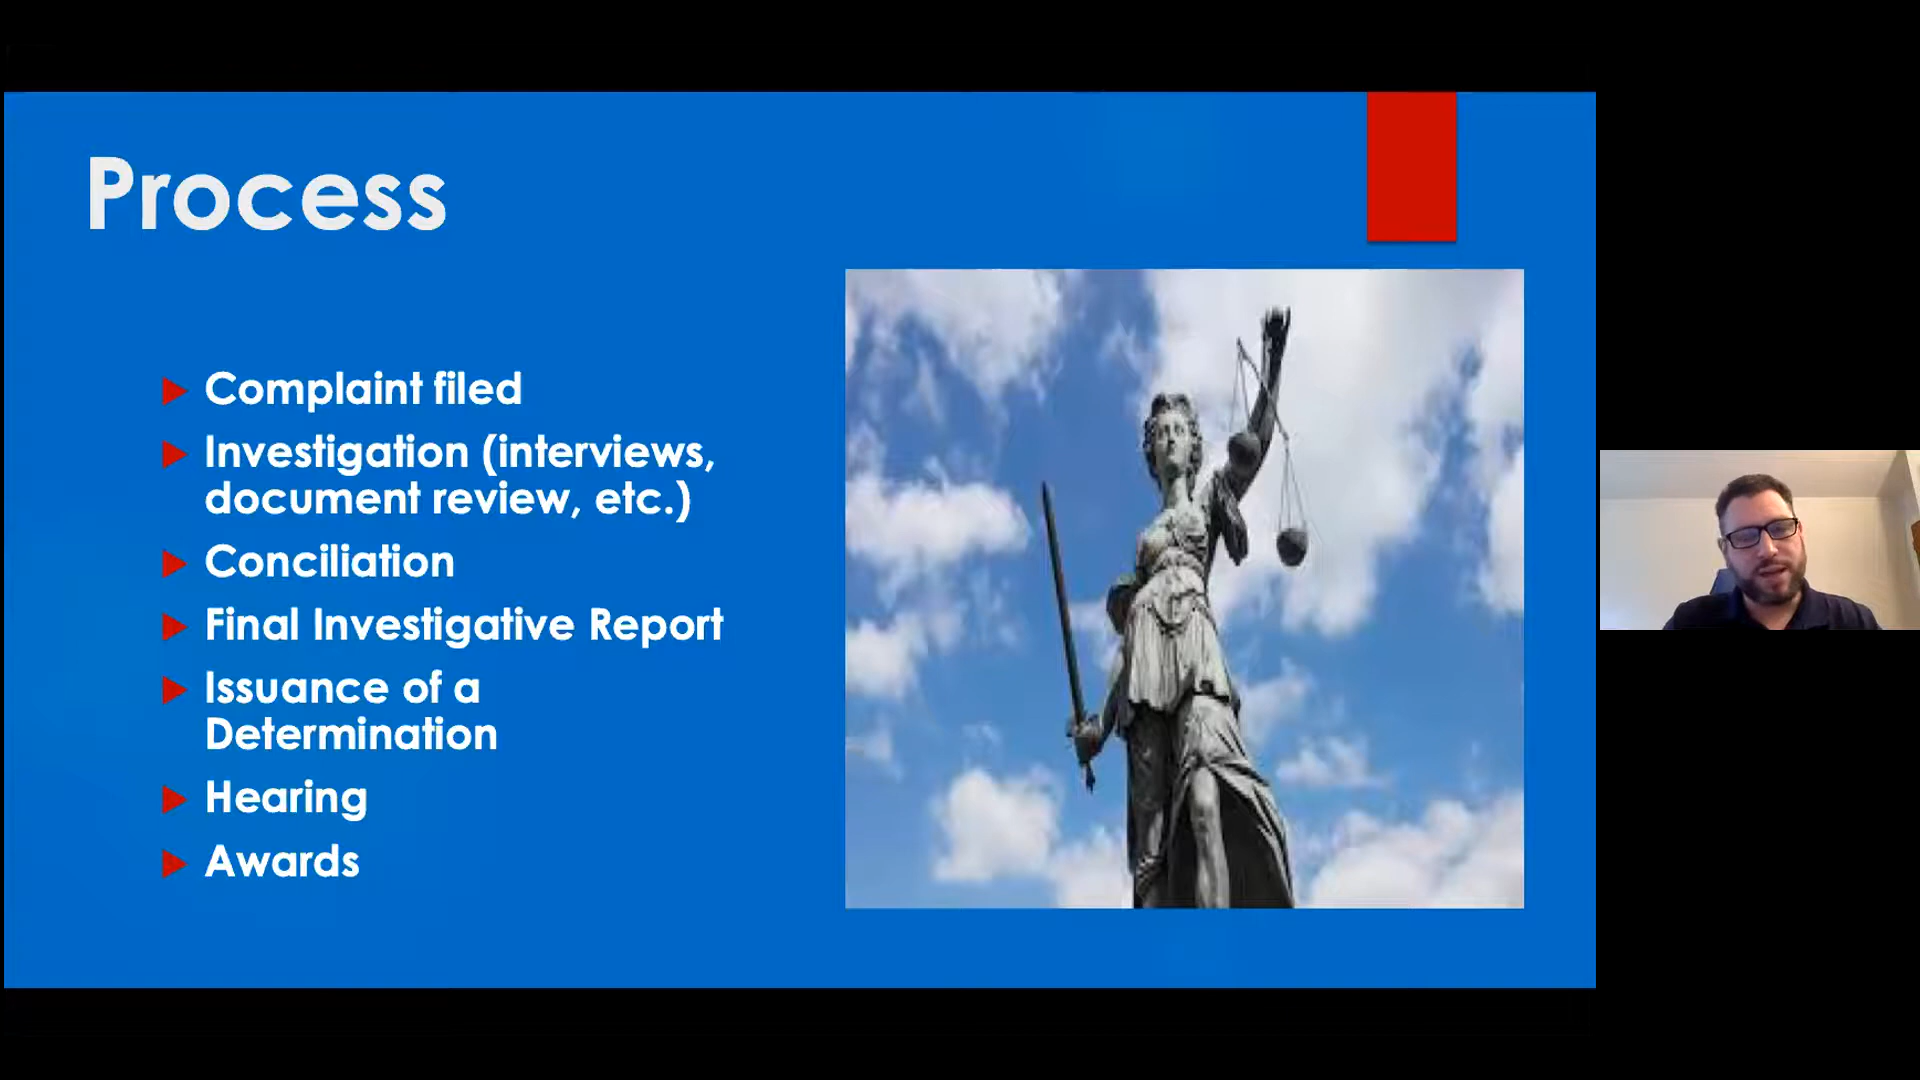 Process
Complaint filed
Investigation (interviews,
document review, etc.)
Conciliation
Final Investigative Report
Issuance of a
Determination
Hearing
Awards